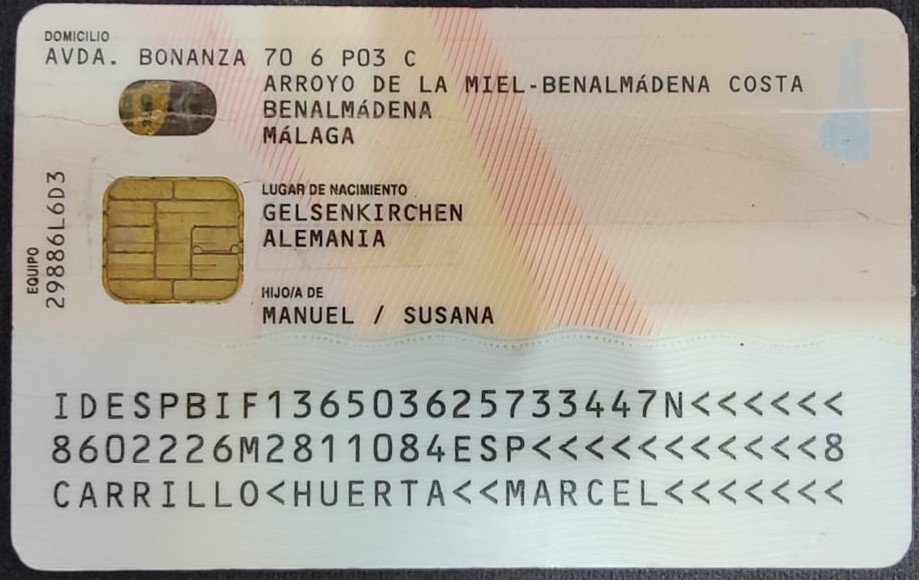 DOMICILIO
AVDA. BONANZA 70 6 P03 C
ARROYO DE LA MIEL-BENALMáDENA COSTA
BENALMáDENA
MáLAGA
LUGAR DE NACIMIENTO
GELSENKIRCHEN
ALEMANIA
HIJO/A DE
MANUEL / SUSANA
EQUIPO
29886L6D3
IDESPBIF136503625733447N<<<<<<
8602226M2811084ESP<<<<<<<<<<<8
CARRILLO<HUERTA<<MARCEL<<<<<<<